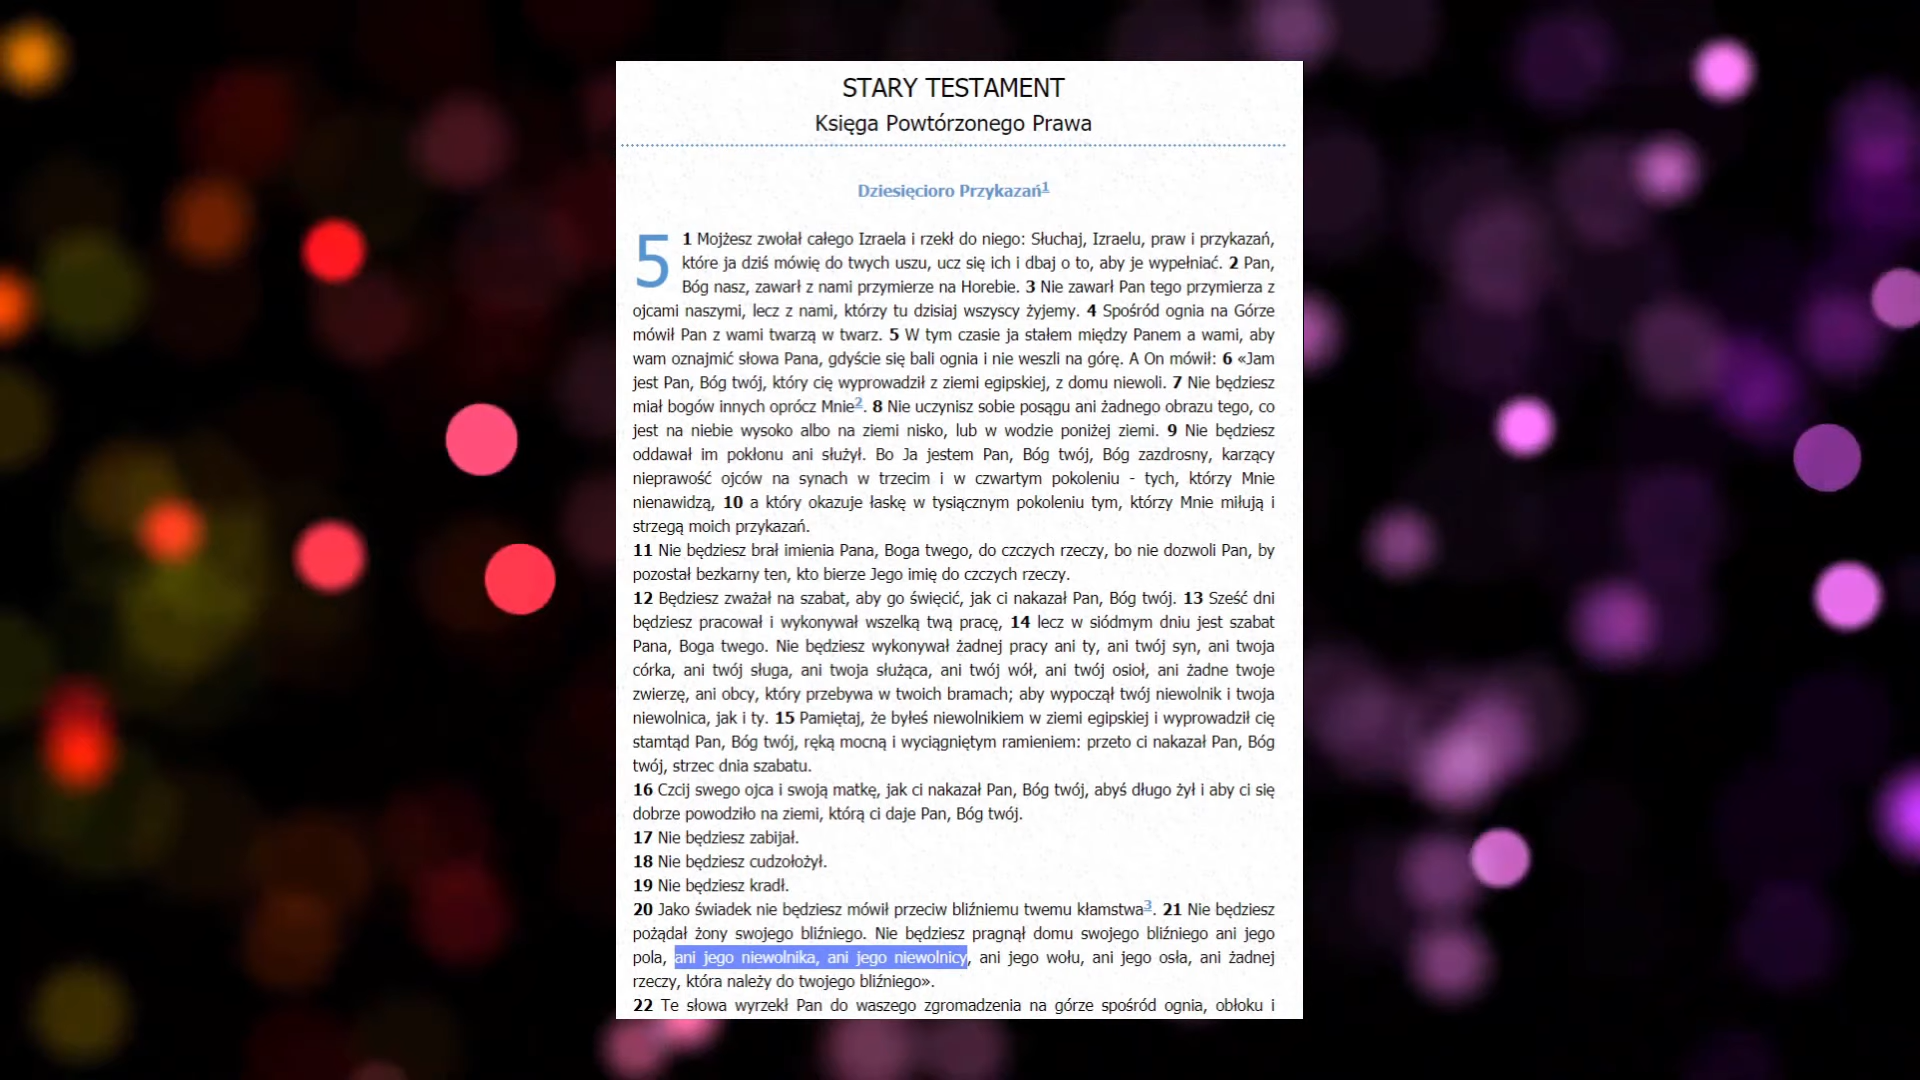 STARY TESTAMENT
Księga Powtórzonego Prawa
Dziesięcioro Przykazań1
5 1 Mojżesz zwołał całego Izraela i rzekł do niego: Słuchaj, Izraelu, praw i przykazań,
które ja dziś mówię do twych uszu, ucz się ich i dbaj o to, aby je wypełniać. 2 Pan,
Bóg nasz, zawarł z nami przymierze na Horebie. 3 Nie zawarł Pan tego przymierza z
ojcami naszymi, lecz z nami, którzy tu dzisiaj wszyscy żyjemy. 4 Spośród ognia na Górze
mówił Pan z wami twarzą w twarz. 5 W tym czasie ja stałem między Panem a wami, aby
wam oznajmić słowa Pana, gdyście się bali ognia i nie weszli na górę. A On mówił: 6 «Jam
jest Pan, Bóg twój, który cię wyprowadził z ziemi egipskiej, z domu niewoli. 7 Nie będziesz
miał bogów innych oprócz Mnie2. 8 Nie uczynisz sobie posągu ani żadnego obrazu tego, co
jest na niebie wysoko albo na ziemi nisko, lub w wodzie poniżej ziemi. 9 Nie będziesz
oddawał im pokłonu ani służył. Bo Ja jestem Pan, Bóg twój, Bóg zazdrosny, karzący
nieprawość ojców na synach w trzecim i w czwartym pokoleniu - tych, którzy Mnie
nienawidzą, 10 a który okazuje łaskę w tysiącznym pokoleniu tym, którzy Mnie miłują i
strzegą moich przykazań.
11 Nie będziesz brał imienia Pana, Boga twego, do czczych rzeczy, bo nie dozwoli Pan, by
pozostał bezkarny ten, kto bierze Jego imię do czczych rzeczy.
12 Będziesz zważał na szabat, aby go święcić, jak ci nakazał Pan, Bóg twój. 13 Sześć dni
będziesz pracował i wykonywał wszelką twą pracę, 14 lecz w siódmym dniu jest szabat
Pana, Boga twego. Nie będziesz wykonywał żadnej pracy ani ty, ani twój syn, ani twoja
córka, ani twój sługa, ani twoja służąca, ani twój wół, ani twój osioł, ani żadne twoje
zwierzę, ani obcy, który przebywa w twoich bramach; aby wypoczął twój niewolnik i twoja
niewolnica, jak i ty. 15 Pamiętaj, że byłeś niewolnikiem w ziemi egipskiej i wyprowadził cię
stamtąd Pan, Bóg twój, ręką mocną i wyciągniętym ramieniem: przeto ci nakazał Pan, Bóg
twój, strzec dnia szabatu.
16 Czcij swego ojca i swoją matkę, jak ci nakazał Pan, Bóg twój, abyś długo żył i aby ci się
dobrze powodziło na ziemi, którą ci daje Pan, Bóg twój.
17 Nie będziesz zabijał.
18 Nie będziesz cudzołożył.
19 Nie będziesz kradł.
20 Jako świadek nie będziesz mówił przeciw bliźniemu twemu kłamstwa3. 21 Nie będziesz
pożądał żony swojego bliźniego. Nie będziesz pragnął domu swojego bliźniego ani jego
pola, ani jego niewolnika, ani jego niewolnicy, ani jego wołu, ani jego osła, ani żadnej
rzeczy, która należy do twojego bliźniego».
22 Te słowa wyrzekł Pan do waszego zgromadzenia na górze spośród ognia, obłoku i